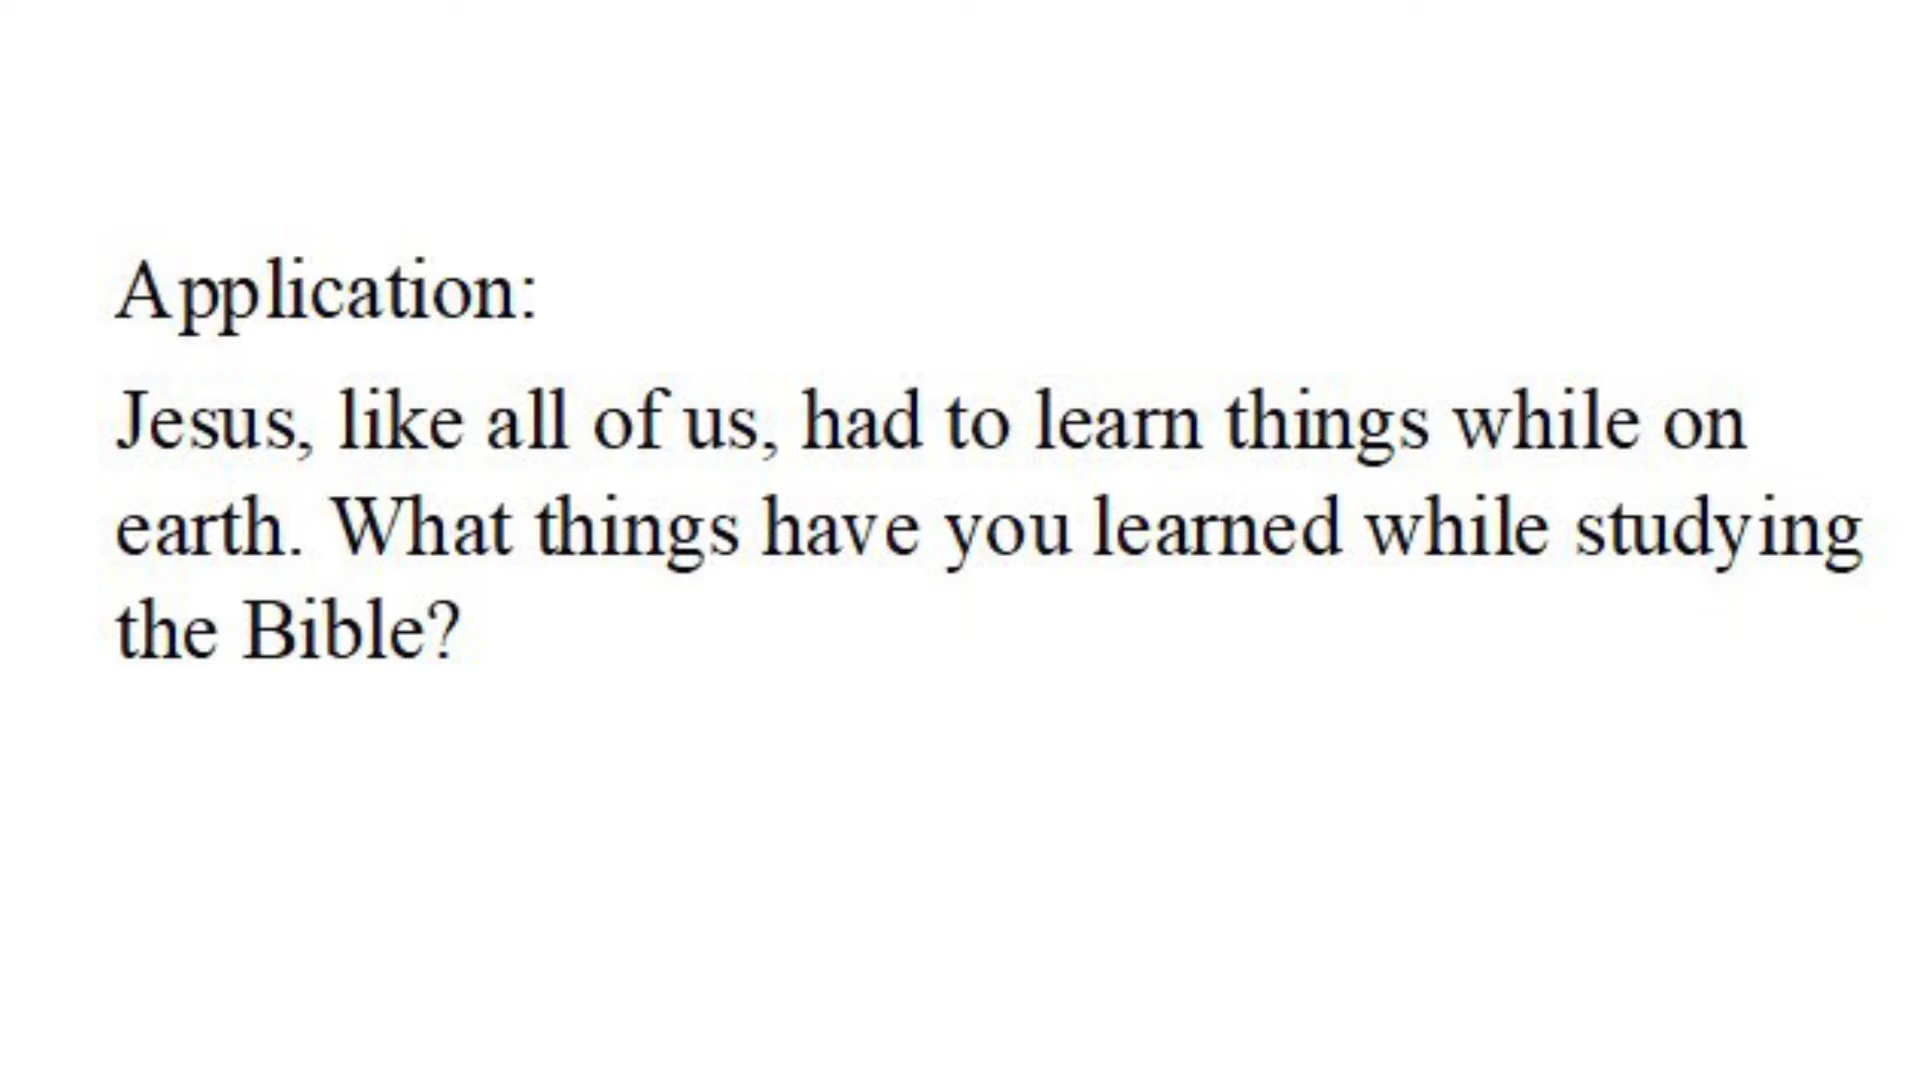 Application:
Jesus, like all of us, had to learn things while on
earth. What things have you learned while studying
the Bible?